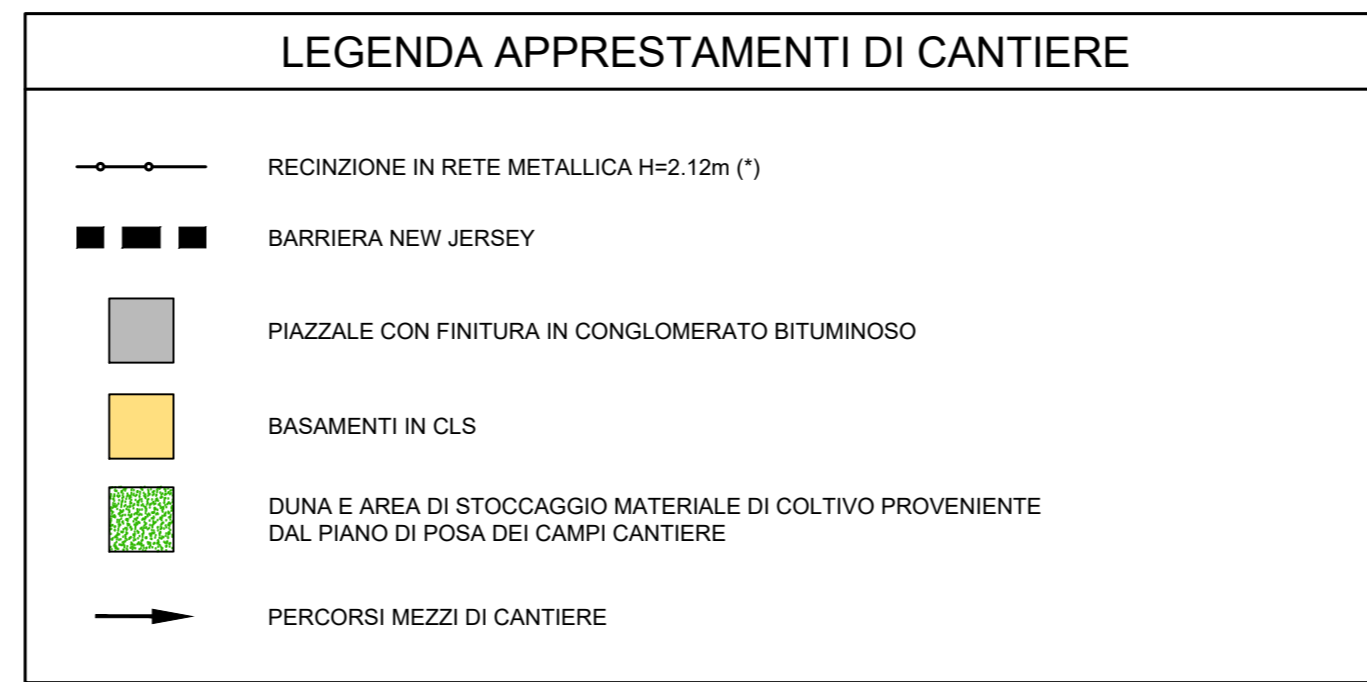 LEGENDA APPRESTAMENTI DI CANTIERE
RECINZIONE IN RETE METALLICA H=2.12m (*)
BARRIERA NEW JERSEY
PIAZZALE CON FINITURA IN CONGLOMERATO BITUMINOSO
BASAMENTI IN CLS
DUNA E AREA DI STOCCAGGIO MATERIALE DI COLTIVO PROVENIENTE
DAL PIANO DI POSA DEI CAMPI CANTIERE
PERCORSI MEZZI DI CANTIERE